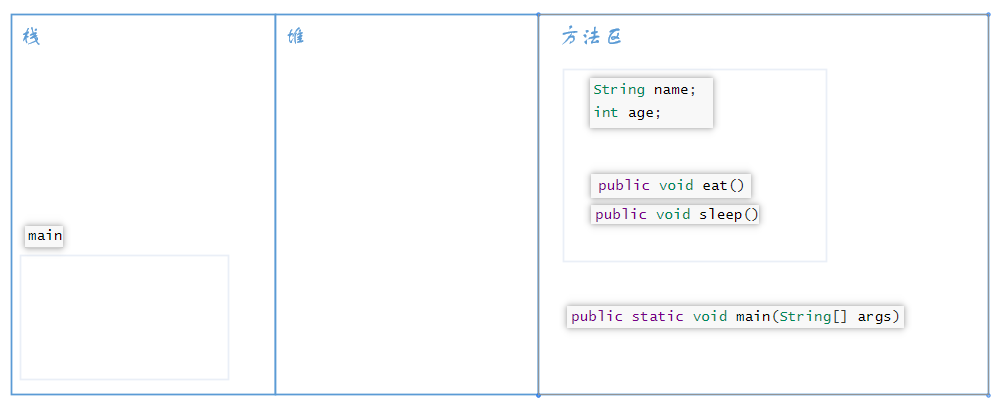 栈
堆
方法区
String name;
int age;
public void eat()
public void sleep()
main
public static void main(String[] args)